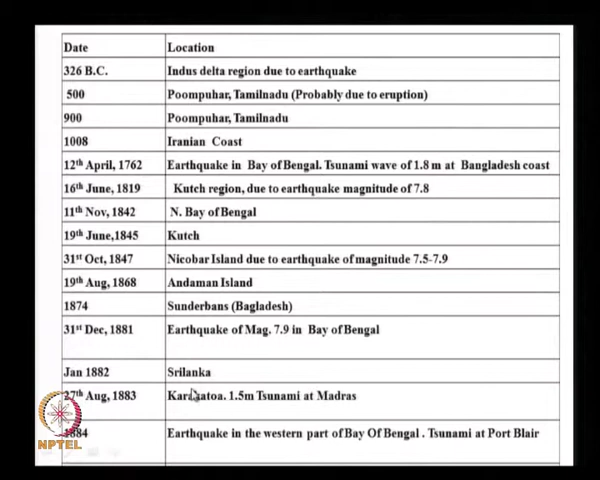 Date Location
326 B.C. Indus delta region due to earthquake
500 Poompuhar, Tamilnadu (Probably due to eruption)
900 Poompuhar, Tamilnadu
1008 Iranian Coast
12th April, 1762 Earthquake in Bay of Bengal. Tsunami wave of 1.8 m at Bangladesh coast
16th June, 1819 Kutch region, due to earthquake magnitude of 7.8
11th Nov, 1842 N. Bay of Bengal
19th June,1845 Kutch
31st Oct, 1847 Nicobar Island due to earthquake of magnitude 7.5-7.9
19th Aug, 1868 Andaman Island
1874 Sunderbans (Bagladesh)
31st Dec, 1881 Earthquake of Mag. 7.9 in Bay of Bengal
Jan 1882 Srilanka
27th Aug, 1883 1.5m Tsunami at Madras
1884 Earthquake in the western part of Bay Of Bengal . Tsunami at Port Blair
NPTEL